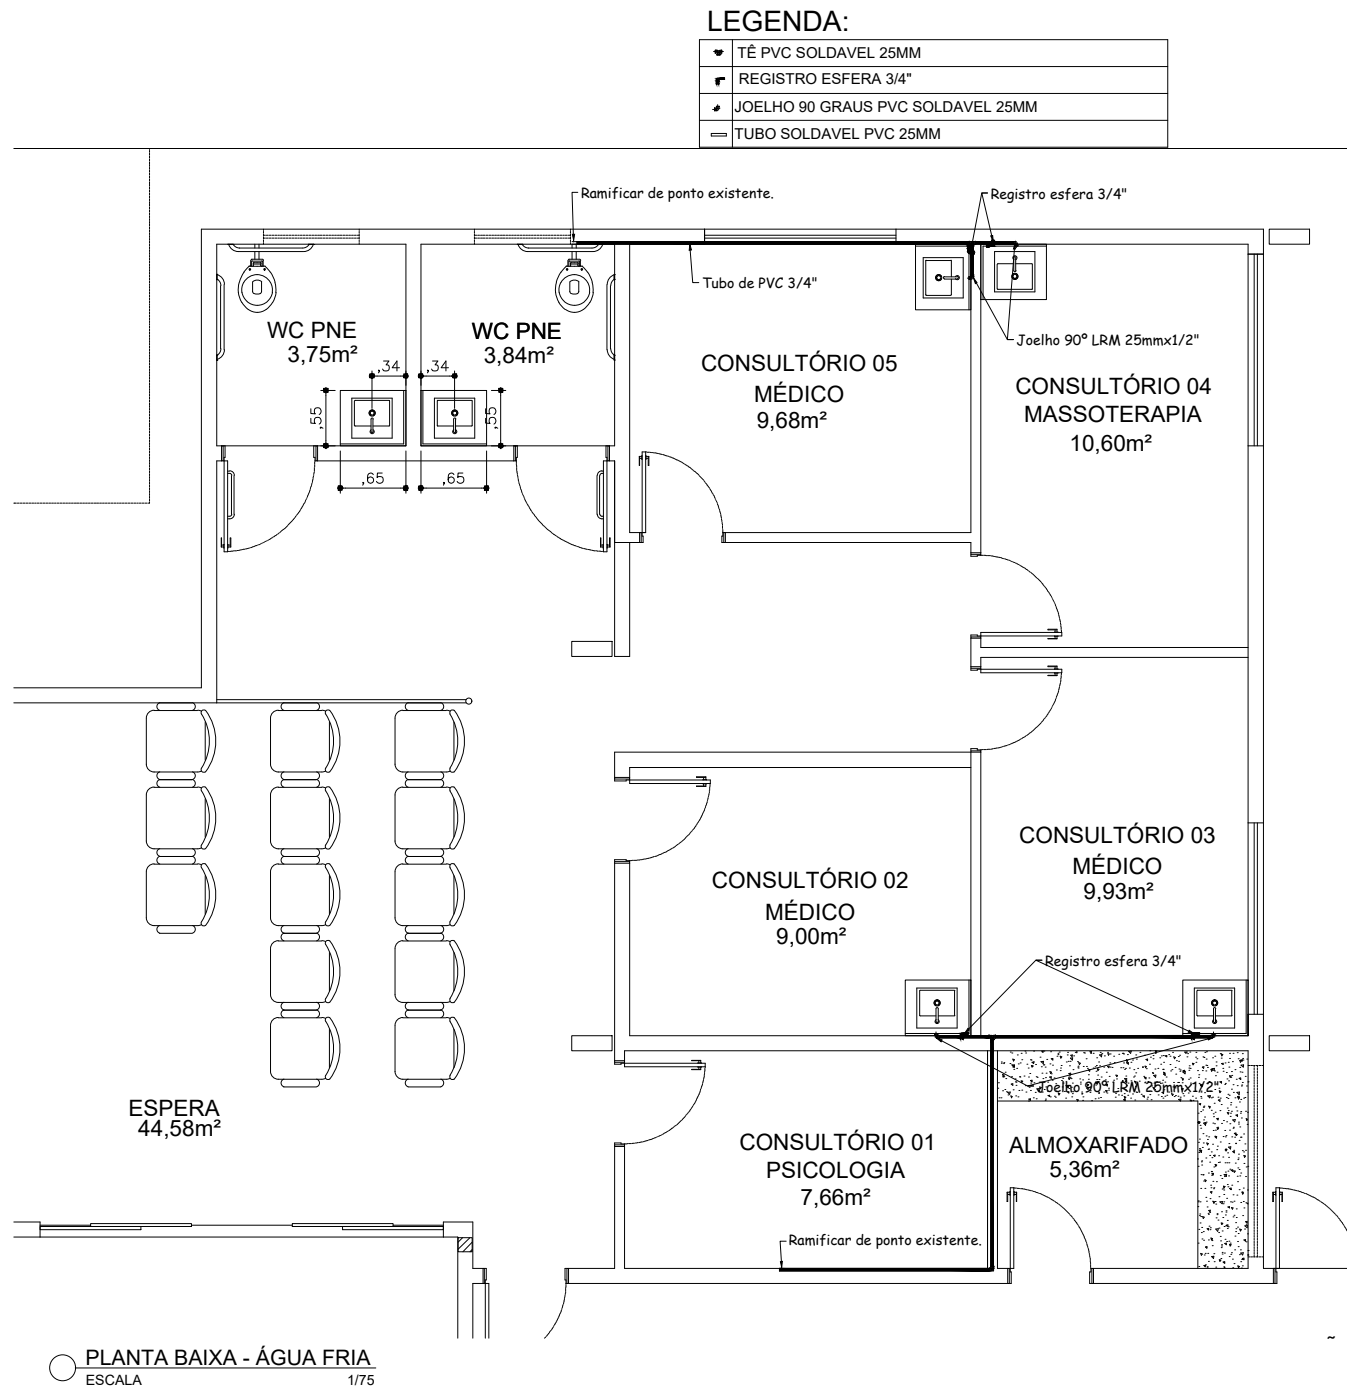 LEGENDA:
TÊ PVC SOLDAVEL 25MM
REGISTRO ESFERA 3/4"
JOELHO 90 GRAUS PVC SOLDAVEL 25MM
TUBO SOLDAVEL PVC 25MM
Ramificar de ponto existente.
Registro esfera 3/4"
Tubo de PVC 3/4"
WC PNE
3,75m²
WC PNE
3,84m²
Joelho 90º LRM 25mmx1/2"
CONSULTÓRIO 05
MÉDICO
9,68m²
CONSULTÓRIO 04
MASSOTERAPIA
10,60m²
,34
,34
,55
,55
,65
,65
CONSULTÓRIO 03
MÉDICO
9,93m²
CONSULTÓRIO 02
MÉDICO
9,00m²
Registro esfera 3/4"
Joelho 90º LRM 25mmx1/2"
ESPERA
44,58m²
CONSULTÓRIO 01
PSICOLOGIA
7,66m²
ALMOXARIFADO
5,36m²
Ramificar de ponto existente.
~
PLANTA BAIXA - ÁGUA FRIA
ESCALA 1/75